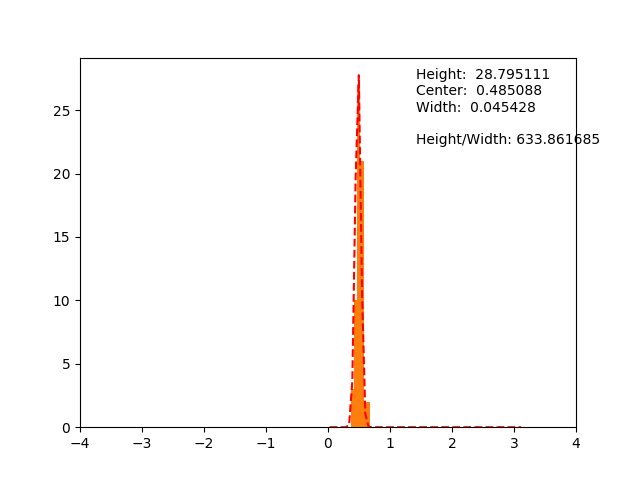 Height:  28.795111
Center:  0.485088
Width:  0.045428
Height/Width: 633.861685
25
20
15
10
5
0
−4 −3 −2 −1 0 1 2 3 4